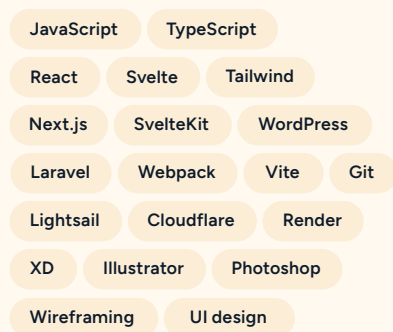 JavaScript TypeScript
React Svelte Tailwind
Next.js SvelteKit WordPress
Laravel Webpack Vite Git
Lightsail Cloudflare Render
XD Illustrator Photoshop
Wireframing UI design